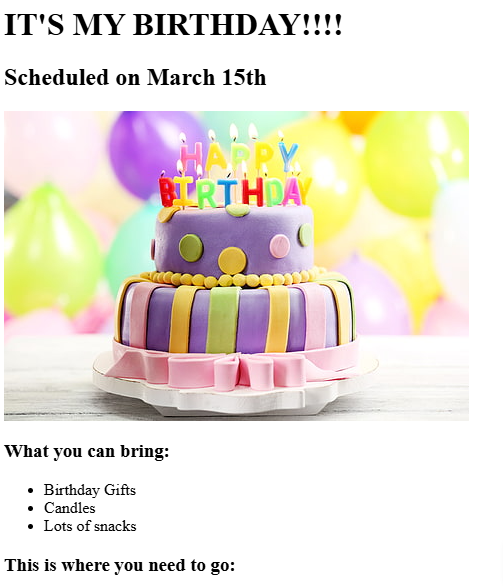 IT'S MY BIRTHDAY!!!!
Scheduled on March 15th
HAPPY
BIRTHDAY
What you can bring:
Birthday Gifts
Candles
Lots of snacks
This is where you need to go: